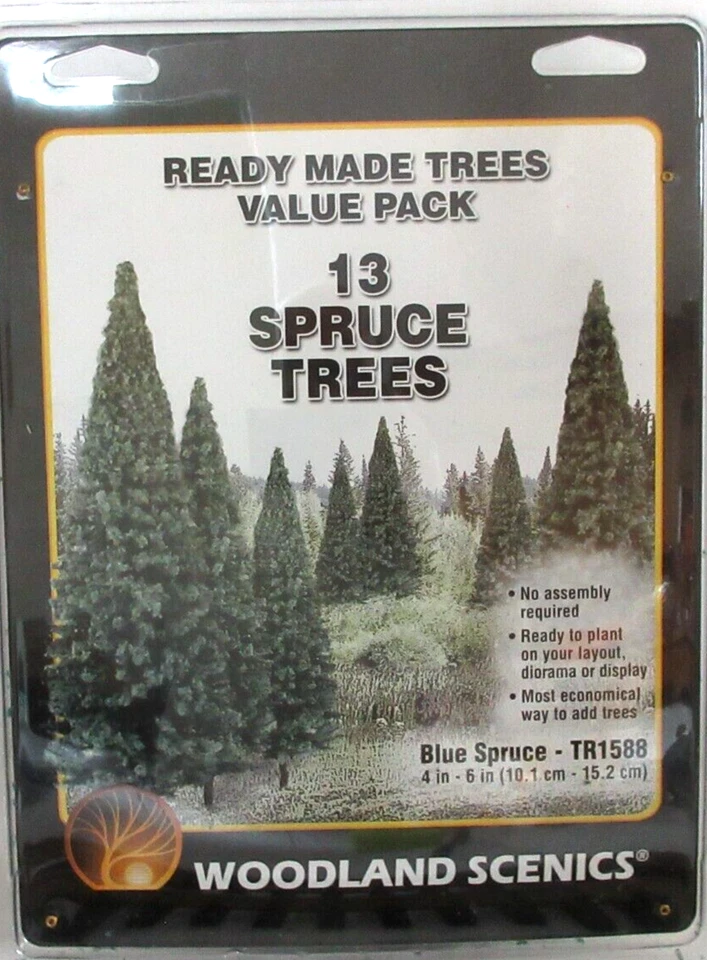 READY MADE TREES
VALUE PACK
13
SPRUCE
TREES
• No assembly
required
• Ready to plant
on your layout,
diorama or display
• Most economical
way to add trees
Blue Spruce - TR1588
4 in - 6 in (10.1 cm - 15.2 cm)
WOODLAND SCENICS®